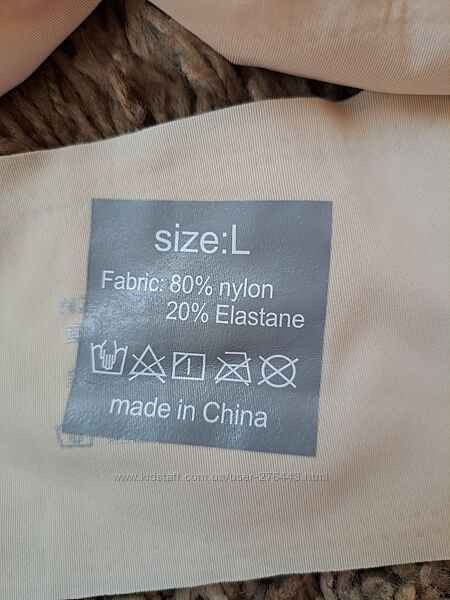 size:L
Fabric: 80% nylon
20% Elastane
made in China
www.kidstaff.com.ua/user-276443.html